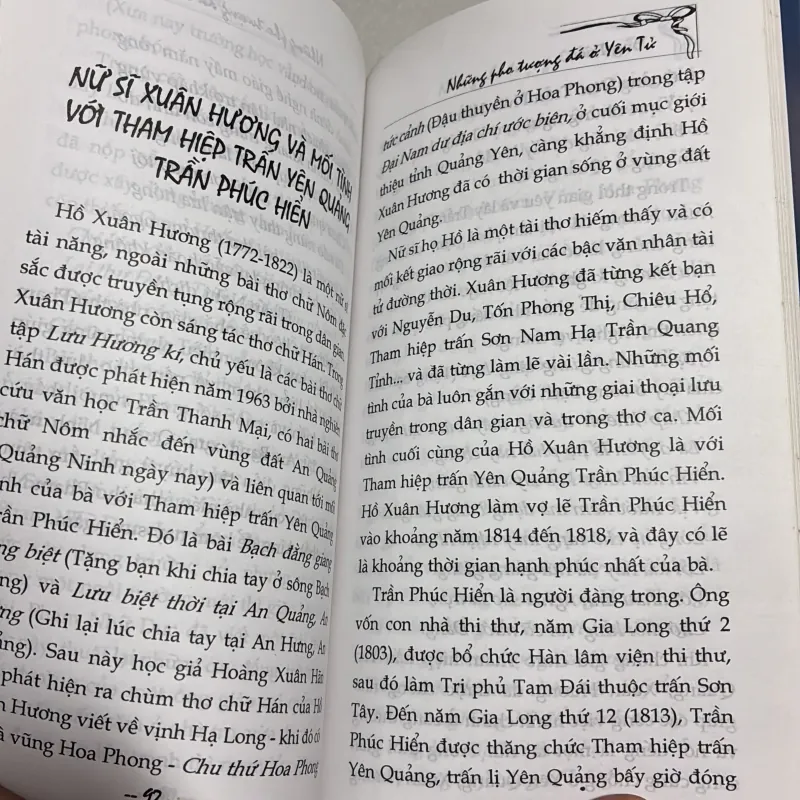 NỮ SĨ XUÂN HƯƠNG VÀ MỐI TÌNH
VỚI THAM HIỆP TRẤN YÊN QUẢNG
TRẦN PHÚC HIỂN
Hồ Xuân Hương (1772-1822) là một nữ sĩ
tài năng, ngoài những bài thơ chữ Nôm đặc
sắc được truyền tụng rộng rãi trong dân gian,
Xuân Hương còn sáng tác thơ chữ Hán. Trong
tập Lưu Hương kí, chủ yếu là các bài thơ chữ
Hán được phát hiện năm 1963 bởi nhà nghiên
cứu văn học Trần Thanh Mại, có hai bài thơ
chữ Nôm nhắc đến vùng đất An Quảng
Quảng Ninh ngày nay) và liên quan tới mối
nh của bà với Tham hiệp trấn Yên Quảng
rần Phúc Hiển. Đó là bài Bạch đằng giang
ng biệt (Tặng bạn khi chia tay ở sông Bạch
ng) và Lưu biệt thời tại An Quảng, An
ng (Ghi lại lúc chia tay tại An Hưng, An
ảng). Sau này học giả Hoàng Xuân Hãn
phát hiện ra chùm thơ chữ Hán của Hồ
n Hương viết về vịnh Hạ Long - khi đó có
à vũng Hoa Phong - Chu thứ Hoa Phong
Những pho tượng đá ở Yên Tử
tức cảnh (Đậu thuyền ở Hoa Phong) trong tập
Đại Nam dư địa chí ước biên, ở cuối mục giới
thiệu tỉnh Quảng Yên, càng khẳng định Hồ
Xuân Hương đã có thời gian sống ở vùng đất
Yên Quảng.
Nữ sĩ họ Hồ là một tài thơ hiếm thấy và có
mối kết giao rộng rãi với các bậc văn nhân tài
tử đường thời. Xuân Hương đã từng kết bạn
với Nguyễn Du, Tốn Phong Thị, Chiêu Hổ,
Tham hiệp trấn Sơn Nam Hạ Trần Quang
Tỉnh... và đã từng làm lẽ vài lần. Những mối
tình của bà luôn gắn với những giai thoại lưu
truyền trong dân gian và trong thơ ca. Mối
tình cuối cùng của Hồ Xuân Hương là với
Tham hiệp trấn Yên Quảng Trần Phúc Hiển.
Hồ Xuân Hương làm vợ lẽ Trần Phúc Hiển
vào khoảng năm 1814 đến 1818, và đây có lẽ
là khoảng thời gian hạnh phúc nhất của bà.
Trần Phúc Hiển là người đàng trong. Ông
vốn con nhà thi thư, năm Gia Long thứ 2
(1803), được bổ chức Hàn lâm viện thi thư,
sau đó làm Tri phủ Tam Đái thuộc trấn Sơn
Tây. Đến năm Gia Long thứ 12 (1813), Trần
Phúc Hiển được thăng chức Tham hiệp trấn
Yên Quảng, trấn lị Yên Quảng bấy giờ đóng